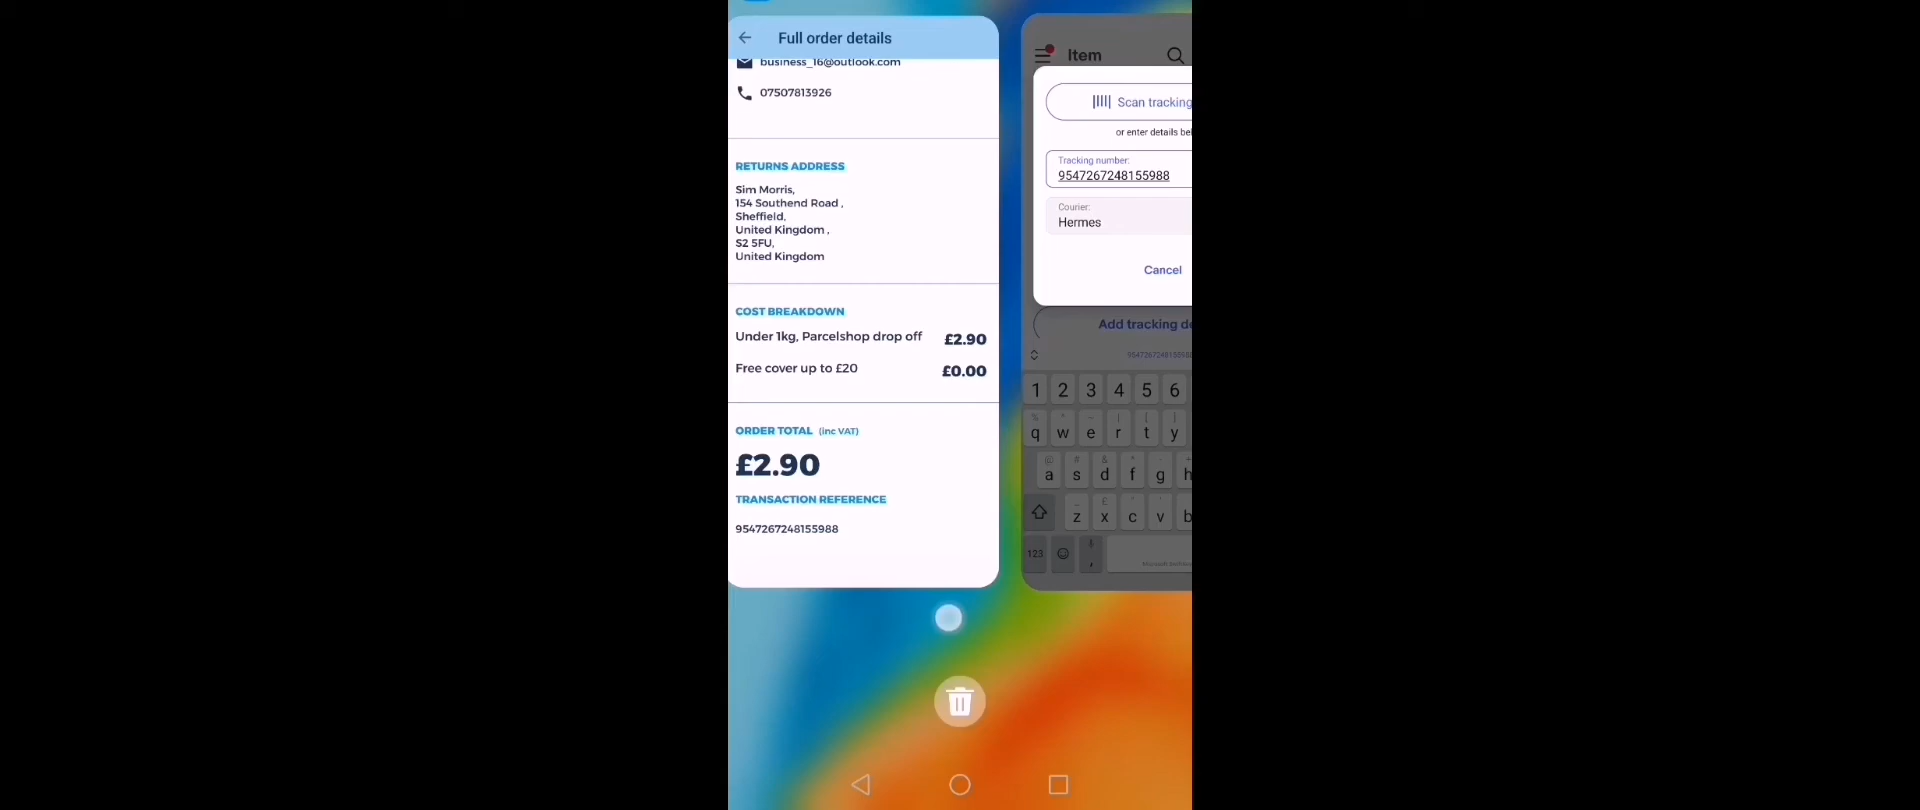 Full order details
business_16@outlook.com
07507813926
RETURNS ADDRESS
Sim Morris,
154 Southend Road ,
Sheffield,
United Kingdom ,
S2 5FU,
United Kingdom
COST BREAKDOWN
Under 1kg, Parcelshop drop off £2.90
Free cover up to £20 £0.00
ORDER TOTAL (inc VAT)
£2.90
TRANSACTION REFERENCE
9547267248155988
Item
Scan tracking
or enter details bel
Tracking number:
9547267248155988
Courier:
Hermes
Cancel
Add tracking de
9547267248155988
1 2 3 4 5 6
q w e r t y
a s d f g h
z x c v b
123 ,